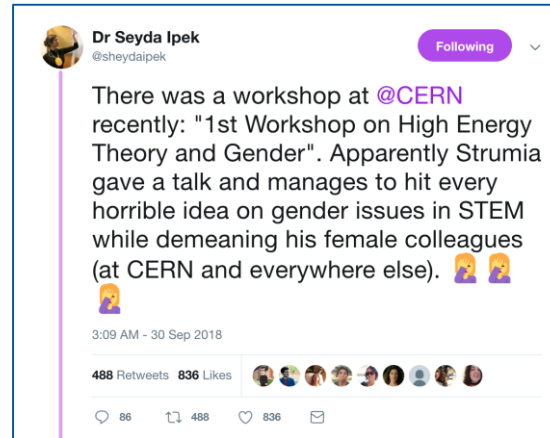 Dr Seyda Ipek
@sheydaipek
Following
There was a workshop at @CERN
recently: "1st Workshop on High Energy
Theory and Gender". Apparently Strumia
gave a talk and manages to hit every
horrible idea on gender issues in STEM
while demeaning his female colleagues
(at CERN and everywhere else). 🤦‍♀️ 🤦‍♀️
🤦‍♀️
3:09 AM - 30 Sep 2018
488 Retweets 836 Likes
86 488 836